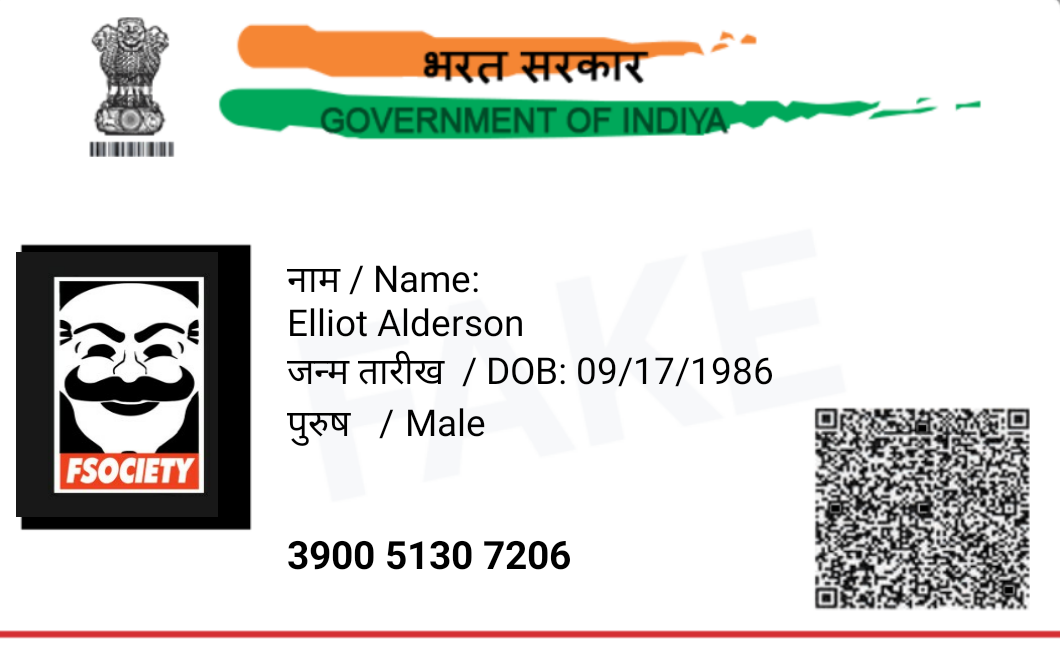 भरत सरकार
GOVERNMENT OF INDIYA
FAKE
नाम / Name:
Elliot Alderson
जन्म तारीख / DOB: 09/17/1986
पुरुष / Male
FSOCIETY
3900 5130 7206